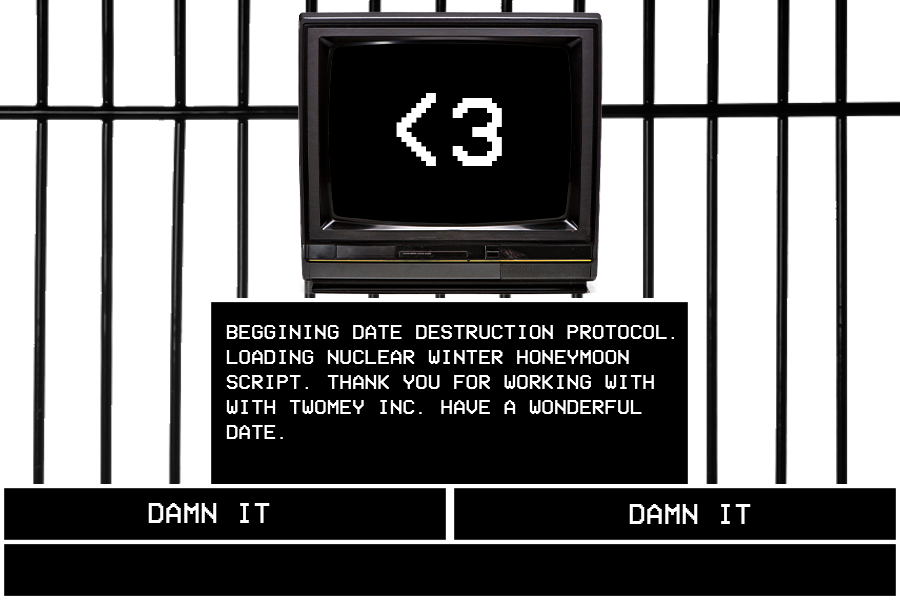 <3
BEGGINING DATE DESTRUCTION PROTOCOL.
LOADING NUCLEAR WINTER HONEYMOON
SCRIPT. THANK YOU FOR WORKING WITH
WITH TWOMEY INC. HAVE A WONDERFUL
DATE.
DAMN IT
DAMN IT